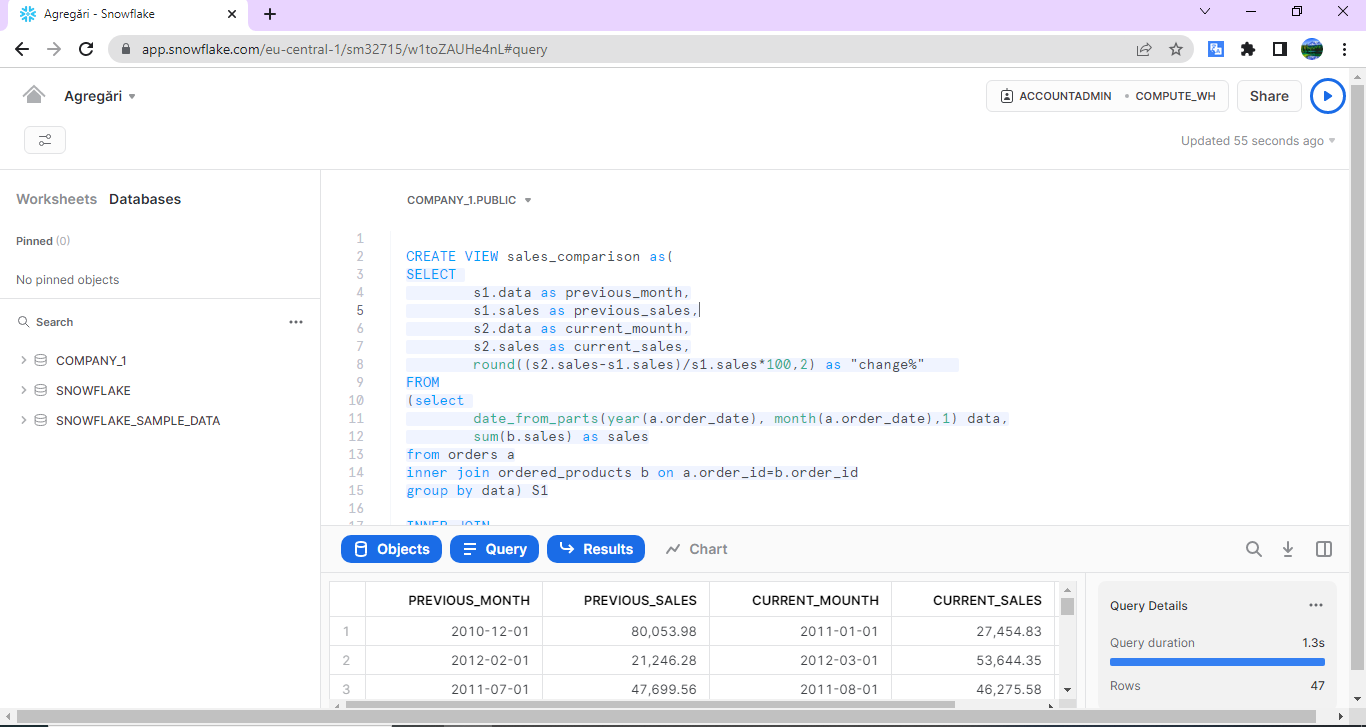 Agregări - Snowflake
app.snowflake.com/eu-central-1/sm32715/w1toZAUHe4nL#query
Agregări
ACCOUNTADMIN • COMPUTE_WH
Share
Updated 55 seconds ago
Worksheets Databases
Pinned (0)
No pinned objects
Search
COMPANY_1
SNOWFLAKE
SNOWFLAKE_SAMPLE_DATA
COMPANY_1.PUBLIC
1
2 CREATE VIEW sales_comparison as(
3 SELECT
4 s1.data as previous_month,
5 s1.sales as previous_sales,
6 s2.data as current_mounth,
7 s2.sales as current_sales,
8 round((s2.sales-s1.sales)/s1.sales*100,2) as "change%"
9 FROM
10 (select
11 date_from_parts(year(a.order_date), month(a.order_date),1) data,
12 sum(b.sales) as sales
13 from orders a
14 inner join ordered_products b on a.order_id=b.order_id
15 group by data) S1
16
17 INNER JOIN
Objects Query Results Chart
PREVIOUS_MONTH PREVIOUS_SALES CURRENT_MOUNTH CURRENT_SALES
1 2010-12-01 80,053.98 2011-01-01 27,454.83
2 2012-02-01 21,246.28 2012-03-01 53,644.35
3 2011-07-01 47,699.56 2011-08-01 46,275.58
Query Details
Query duration 1.3s
Rows 47